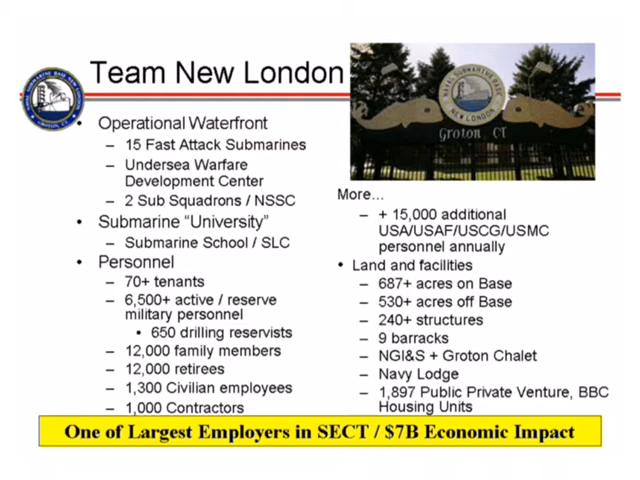 Team New London
• Operational Waterfront
– 15 Fast Attack Submarines
– Undersea Warfare
Development Center
– 2 Sub Squadrons / NSSC
• Submarine “University”
– Submarine School / SLC
• Personnel
– 70+ tenants
– 6,500+ active / reserve
military personnel
• 650 drilling reservists
– 12,000 family members
– 12,000 retirees
– 1,300 Civilian employees
– 1,000 Contractors
NAVAL SUBMARINE BASE
NEW LONDON
Groton CT
More...
– + 15,000 additional
USA/USAF/USCG/USMC
personnel annually
• Land and facilities
– 687+ acres on Base
– 530+ acres off Base
– 240+ structures
– 9 barracks
– NGI&S + Groton Chalet
– Navy Lodge
– 1,897 Public Private Venture, BBC
Housing Units
One of Largest Employers in SECT / $7B Economic Impact